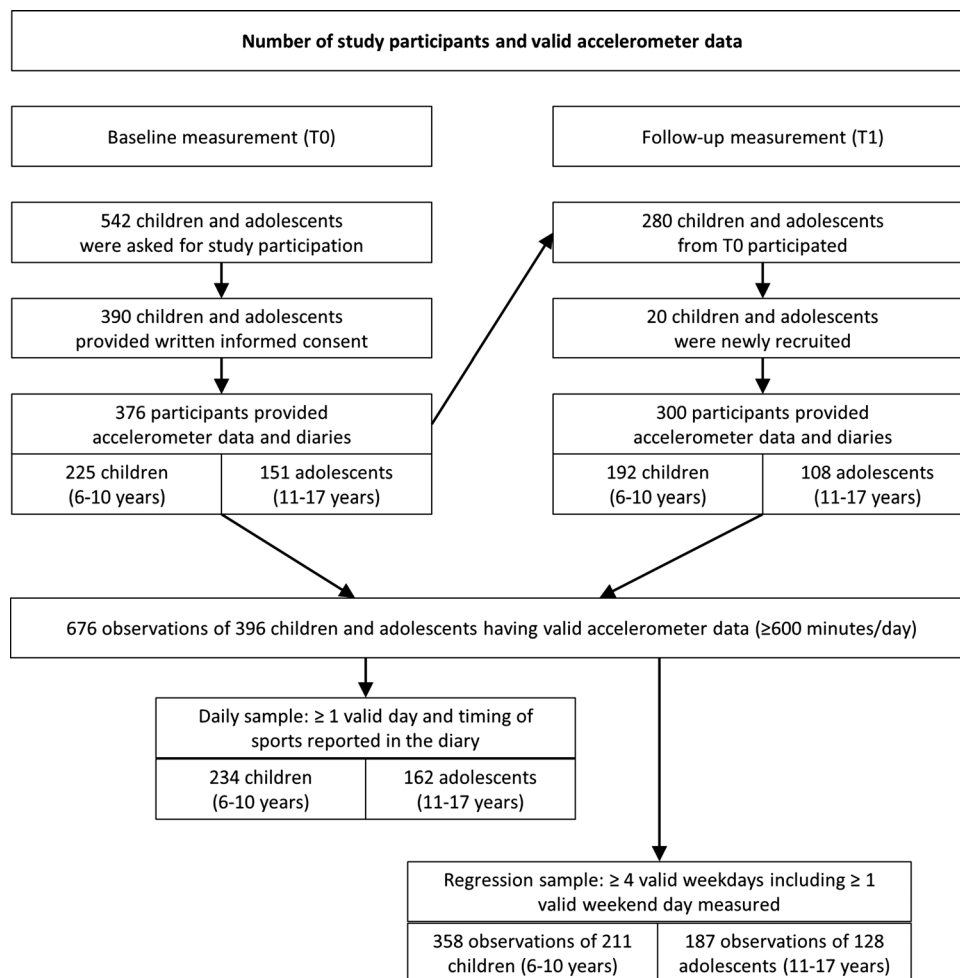 Number of study participants and valid accelerometer data
Baseline measurement (T0)
542 children and adolescents
were asked for study participation
390 children and adolescents
provided written informed consent
376 participants provided
accelerometer data and diaries
225 children
(6-10 years)
151 adolescents
(11-17 years)
Follow-up measurement (T1)
280 children and adolescents
from T0 participated
20 children and adolescents
were newly recruited
300 participants provided
accelerometer data and diaries
192 children
(6-10 years)
108 adolescents
(11-17 years)
676 observations of 396 children and adolescents having valid accelerometer data (≥600 minutes/day)
Daily sample: ≥ 1 valid day and timing of
sports reported in the diary
234 children
(6-10 years)
162 adolescents
(11-17 years)
Regression sample: ≥ 4 valid weekdays including ≥ 1
valid weekend day measured
358 observations of 211
children (6-10 years)
187 observations of 128
adolescents (11-17 years)